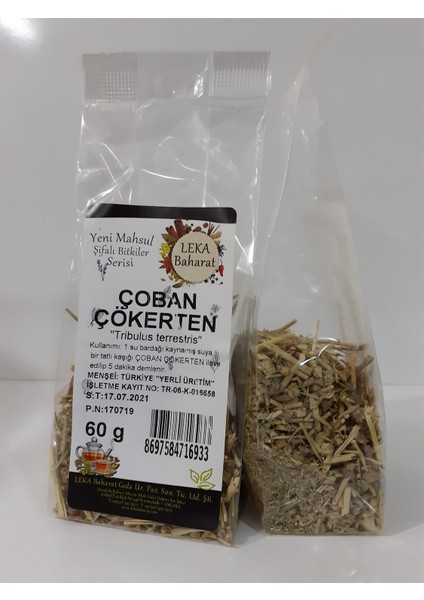 Yeni Mahsul
Şifalı Bitkiler
Serisi
LEKA
Baharat
ÇOBAN
ÇÖKERTEN
"Tribulus terrestris"
Kullanımı: 1 su bardağı kaynamış suya
bir tatlı kaşığı ÇOBAN ÇÖKERTEN ilave
edilip 5 dakika demlenir.
MENŞEİ: TÜRKİYE "YERLİ ÜRETİM"
İŞLETME KAYIT NO: TR-06-K-015658
S.T:17.07.2021
P.N:170719
60 g
8697584716933
LEKA Baharat Gıda Ür. Paz. San. Tic. Ltd. Şti.